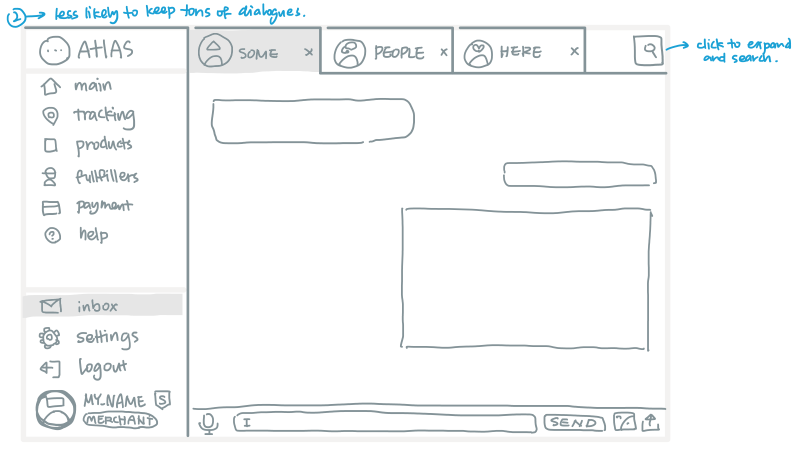 2 → less likely to keep tons of dialogues.
ATLAS
SOME x
PEOPLE x
HERE x
→ click to expand
and search.
main
tracking
products
fullfillers
payment
? help
inbox
settings
logout
MY_NAME S
MERCHANT
I
SEND